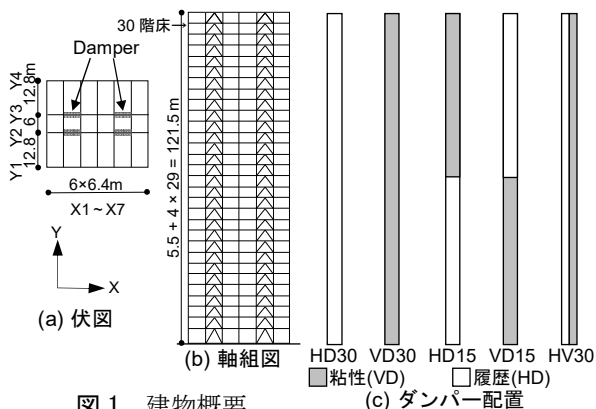 30 階床
Damper
Y1 Y2 Y3 Y4
12.8 6 12.8m
6×6.4m
X1~X7
Y
X
(a) 伏図
5.5 + 4 × 29 = 121.5 m
(b) 軸組図
HD30 VD30 HD15 VD15 HV30
粘性(VD) 履歴(HD)
(c) ダンパー配置
図 1 建物概要